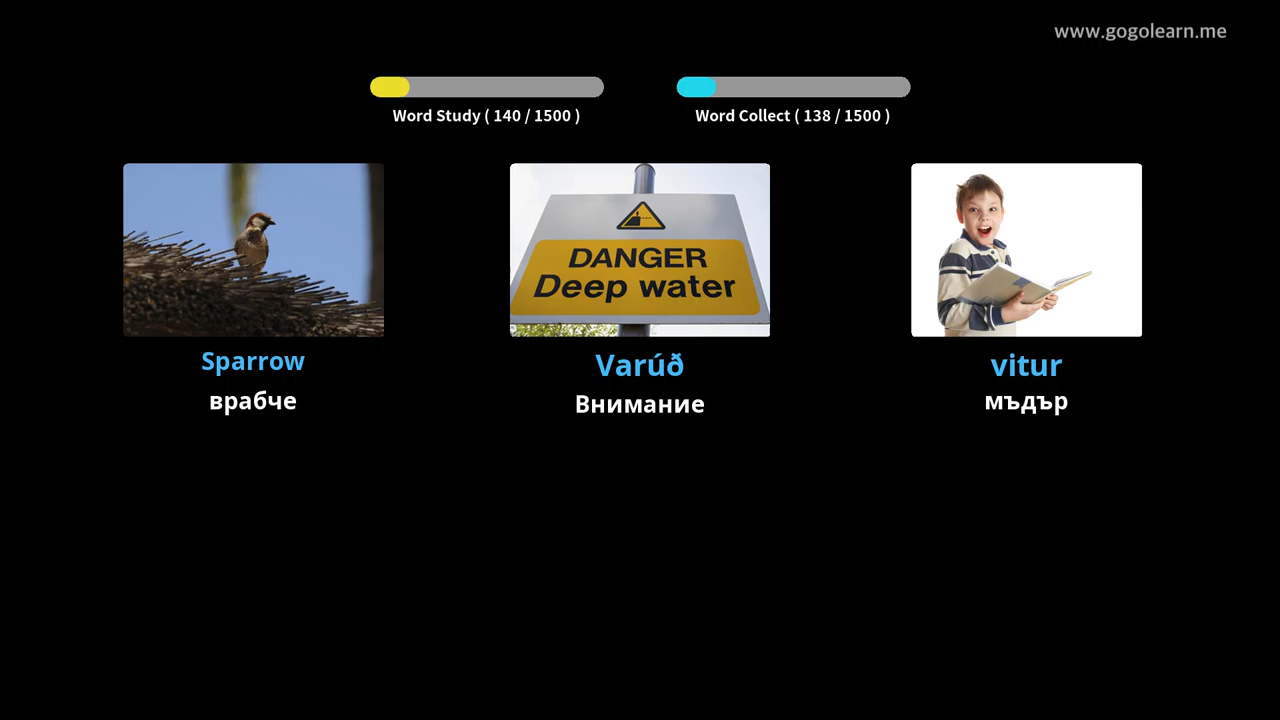 www.gogolearn.me
Word Study ( 140 / 1500 )
Word Collect ( 138 / 1500 )
DANGER
Deep water
Sparrow
врабче
Varúð
Внимание
vitur
мъдър